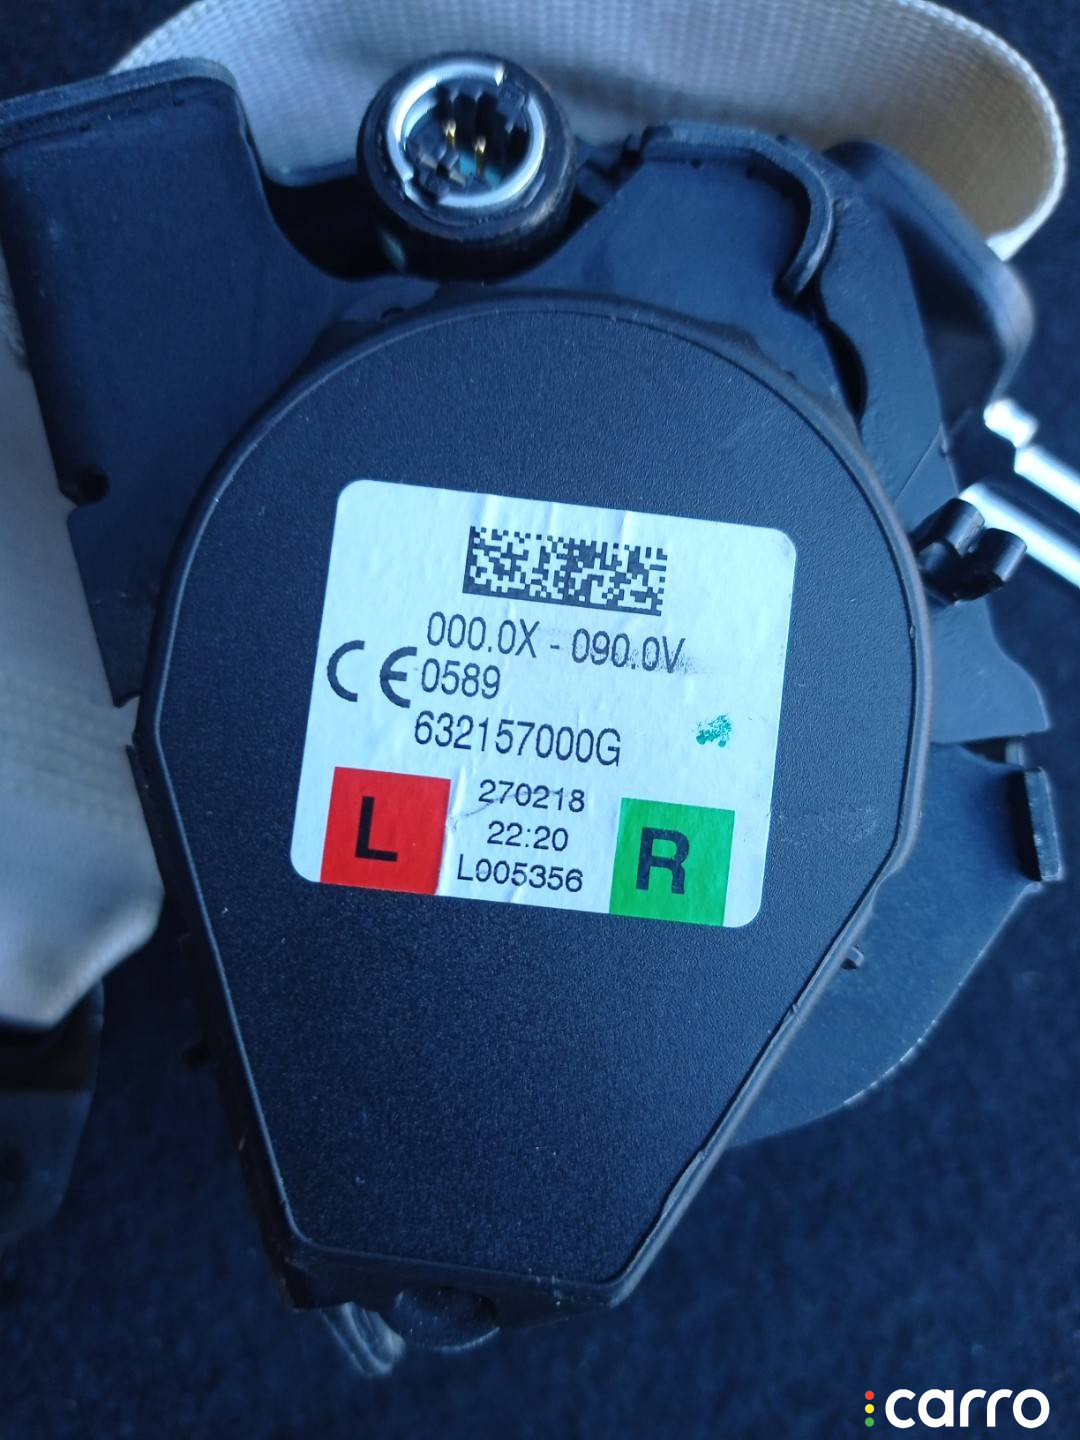 000.0X - 090.0V
CE 0589
632157000G
270218
22:20
L005356
L
R
carro